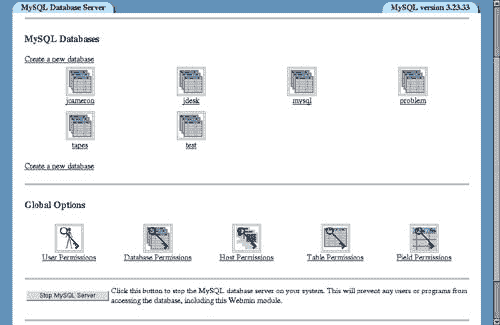 MySQL Database Server MySQL version 3.23.33
MySQL Databases
Create a new database
jcameron jdesk mysql problem
tapes test
Create a new database
Global Options
User Permissions Database Permissions Host Permissions Table Permissions Field Permissions
Stop MySQL Server Click this button to stop the MySQL database server on your system. This will prevent any users or programs from
accessing the database, including this Webmin module.